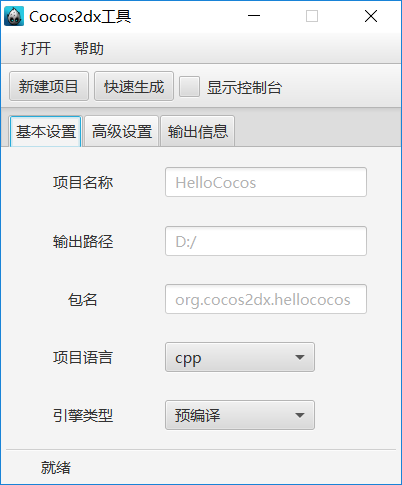 Cocos2dx工具
打开 帮助
新建项目 快速生成 显示控制台
基本设置 高级设置 输出信息
项目名称 HelloCocos
输出路径 D:/
包名 org.cocos2dx.hellococos
项目语言 cpp
引擎类型 预编译
就绪